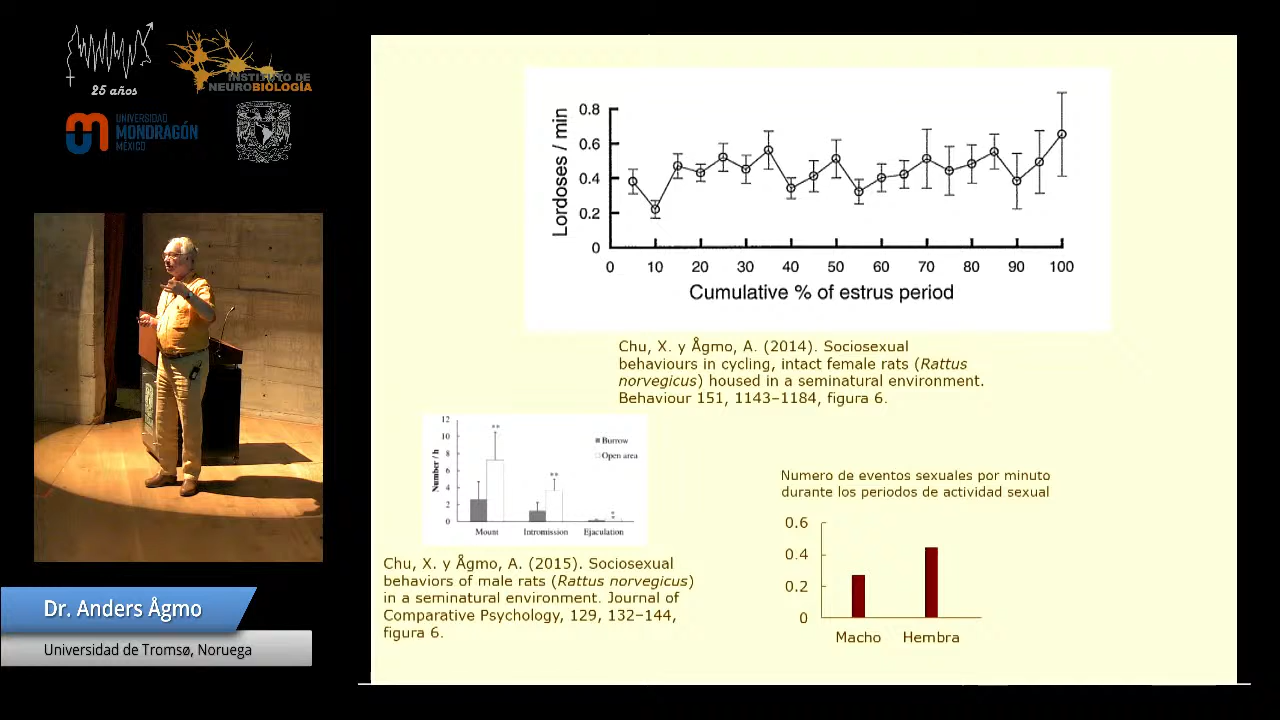 25 años
INSTITUTO DE
NEUROBIOLOGÍA
UNIVERSIDAD
MONDRAGÓN
MÉXICO
Dr. Anders Ågmo
Universidad de Tromsø, Noruega
Lordoses / min
0.8
0.6
0.4
0.2
0
0 10 20 30 40 50 60 70 80 90 100
Cumulative % of estrus period
Chu, X. y Ågmo, A. (2014). Sociosexual
behaviours in cycling, intact female rats (Rattus
norvegicus) housed in a seminatural environment.
Behaviour 151, 1143–1184, figura 6.
Number / h
12
10
8
6
4
2
0
** ** * *
Burrow
Open area
Mount Intromission Ejaculation
Chu, X. y Ågmo, A. (2015). Sociosexual
behaviors of male rats (Rattus norvegicus)
in a seminatural environment. Journal of
Comparative Psychology, 129, 132–144,
figura 6.
Numero de eventos sexuales por minuto
durante los periodos de actividad sexual
0.6
0.4
0.2
0
Macho Hembra